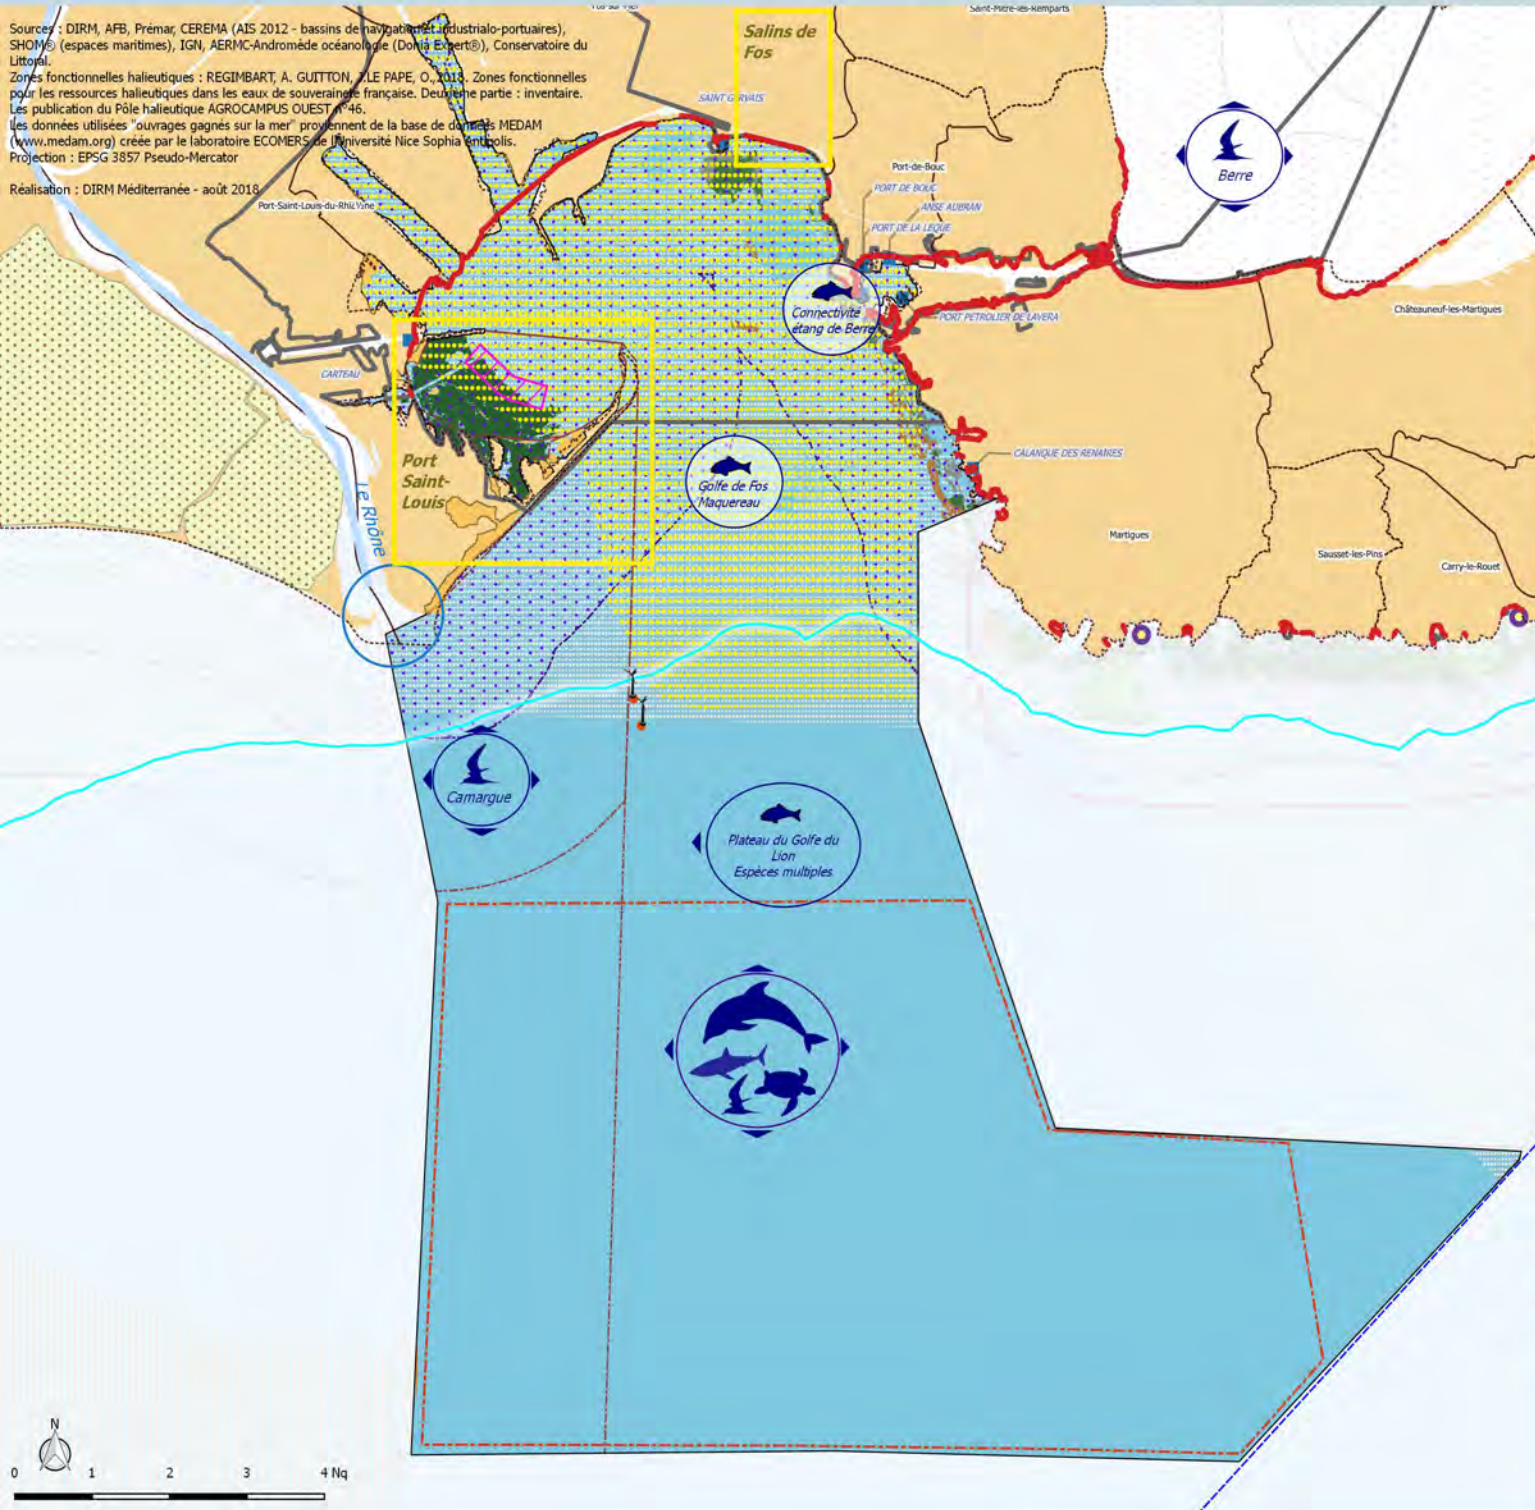 Sources : DIRM, AFB, Prémar, CEREMA (AIS 2012 - bassins de navigation et industrialo-portuaires),
SHOM® (espaces maritimes), IGN, AERMC-Andromède océanologie (Donia Expert®), Conservatoire du
Littoral.
Zones fonctionnelles halieutiques : REGIMBART, A. GUITTON, J.LE PAPE, O., 2018. Zones fonctionnelles
pour les ressources halieutiques dans les eaux de souveraineté française. Deuxième partie : inventaire.
Les publication du Pôle halieutique AGROCAMPUS OUEST n°46.
Les données utilisées "ouvrages gagnés sur la mer" proviennent de la base de données MEDAM
(www.medam.org) créée par le laboratoire ECOMERS de l'Université Nice Sophia Antipolis.
Projection : EPSG 3857 Pseudo-Mercator
Réalisation : DIRM Méditerranée - août 2018
Saint-Mitre-les-Remparts
Salins de
Fos
SAINT GERVAIS
Berre
Port-de-Bouc
PORT DE BOUC
ANSE AUBRAN
PORT DE LA LEQUE
Port-Saint-Louis-du-Rhône
Connectivité
étang de Berre
PORT PETROLIER DE LAVERA
Châteauneuf-les-Martigues
CARTEAU
Port
Saint-
Louis
Le Rhône
Golfe de Fos
Maquereau
CALANQUE DES RENAIRES
Martigues
Sausset-les-Pins
Carry-le-Rouet
Camargue
Plateau du Golfe du
Lion
Espèces multiples
N
0 1 2 3 4 Nq